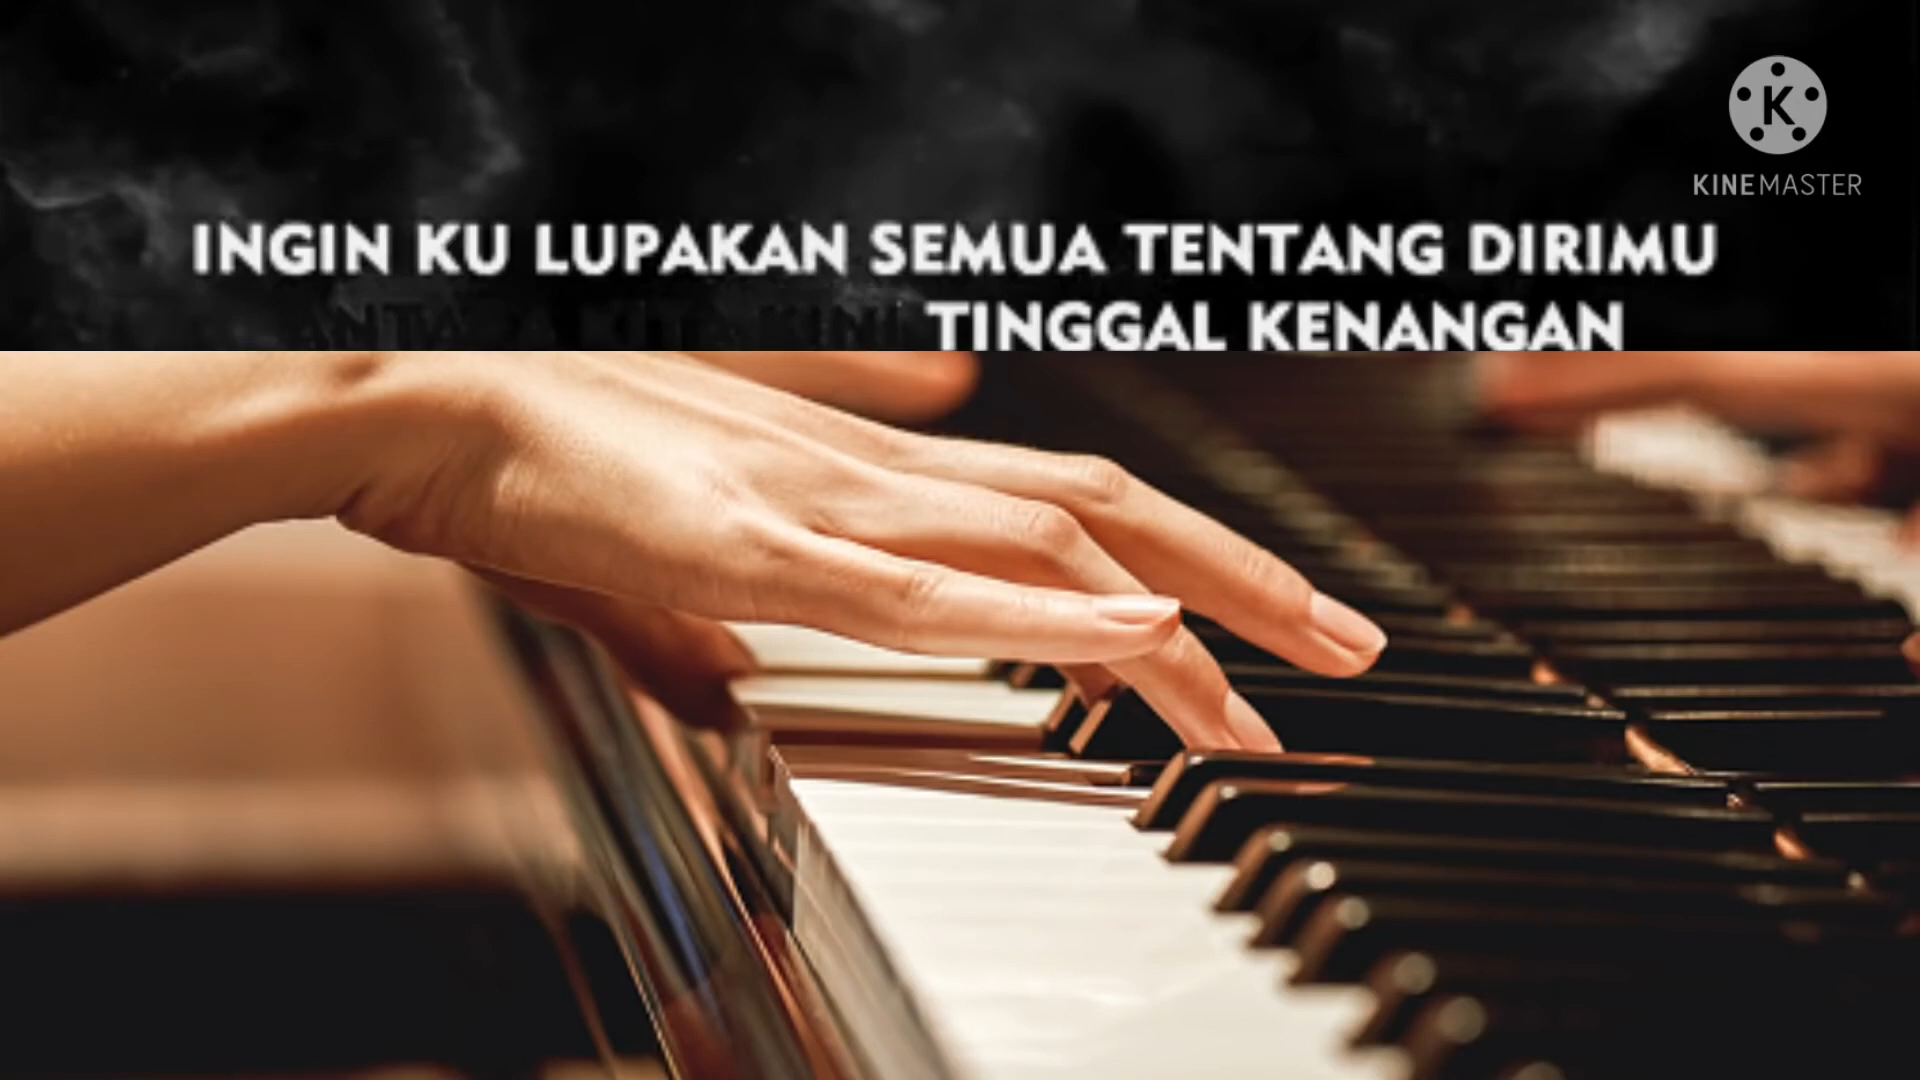 KINEMASTER
INGIN KU LUPAKAN SEMUA TENTANG DIRIMU
TINGGAL KENANGAN